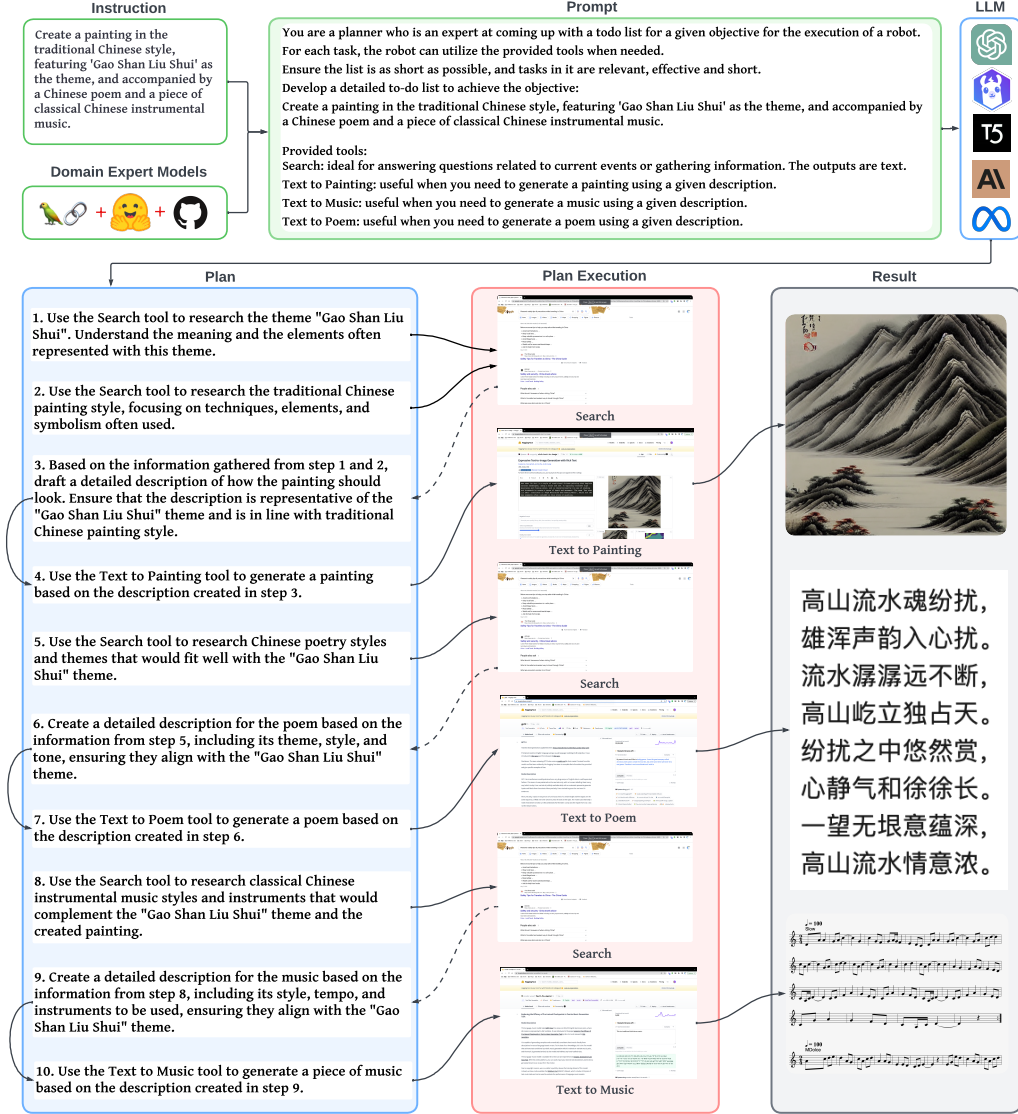 Instruction
Create a painting in the
traditional Chinese style,
featuring 'Gao Shan Liu Shui' as
the theme, and accompanied by
a Chinese poem and a piece of
classical Chinese instrumental
music.
Domain Expert Models
+
+
Prompt
You are a planner who is an expert at coming up with a todo list for a given objective for the execution of a robot.
For each task, the robot can utilize the provided tools when needed.
Ensure the list is as short as possible, and tasks in it are relevant, effective and short.
Develop a detailed to-do list to achieve the objective:
Create a painting in the traditional Chinese style, featuring 'Gao Shan Liu Shui' as the theme, and accompanied by
a Chinese poem and a piece of classical Chinese instrumental music.
Provided tools:
Search: ideal for answering questions related to current events or gathering information. The outputs are text.
Text to Painting: useful when you need to generate a painting using a given description.
Text to Music: useful when you need to generate a music using a given description.
Text to Poem: useful when you need to generate a poem using a given description.
LLM
T5
A\
Plan
1. Use the Search tool to research the theme "Gao Shan Liu
Shui". Understand the meaning and the elements often
represented with this theme.
2. Use the Search tool to research the traditional Chinese
painting style, focusing on techniques, elements, and
symbolism often used.
3. Based on the information gathered from step 1 and 2,
draft a detailed description of how the painting should
look. Ensure that the description is representative of the
"Gao Shan Liu Shui" theme and is in line with traditional
Chinese painting style.
4. Use the Text to Painting tool to generate a painting
based on the description created in step 3.
5. Use the Search tool to research Chinese poetry styles
and themes that would fit well with the "Gao Shan Liu
Shui" theme.
6. Create a detailed description for the poem based on the
information from step 5, including its theme, style, and
tone, ensuring they align with the "Gao Shan Liu Shui"
theme.
7. Use the Text to Poem tool to generate a poem based on
the description created in step 6.
8. Use the Search tool to research classical Chinese
instrumental music styles and instruments that would
complement the "Gao Shan Liu Shui" theme and the
created painting.
9. Create a detailed description for the music based on the
information from step 8, including its style, tempo, and
instruments to be used, ensuring they align with the "Gao
Shan Liu Shui" theme.
10. Use the Text to Music tool to generate a piece of music
based on the description created in step 9.
Plan Execution
Search
Text to Painting
Search
Text to Poem
Search
Text to Music
Result
高山流水魂纷扰，
雄浑声韵入心扰。
流水潺潺远不断，
高山屹立独占天。
纷扰之中悠然赏，
心静气和徐徐长。
一望无垠意蕴深，
高山流水情意浓。
♩ = 100
Slow
♩ = 100